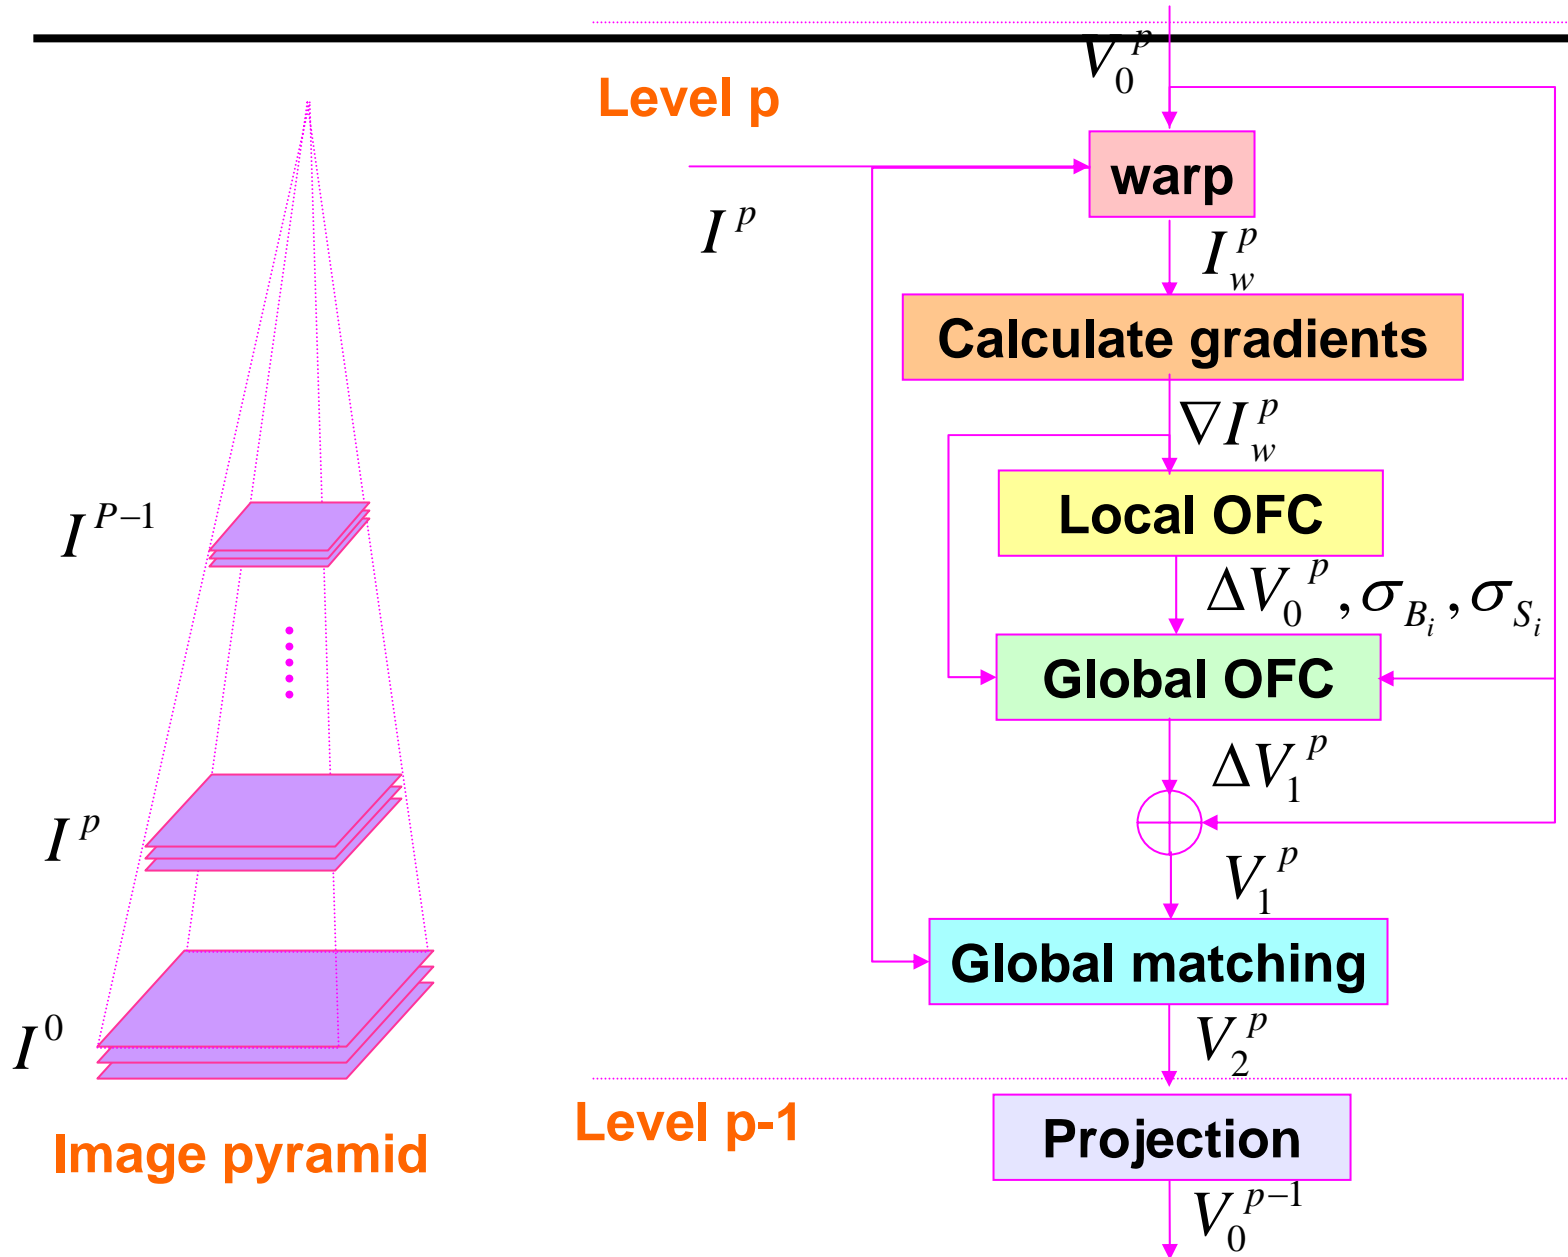 Level p
V_0^p
warp
I^p
I_w^p
Calculate gradients
∇I_w^p
Local OFC
ΔV_0^p, σ_{B_i}, σ_{S_i}
Global OFC
ΔV_1^p
V_1^p
Global matching
V_2^p
Level p-1
Projection
V_0^{p−1}
I^{P−1}
I^p
I^0
Image pyramid